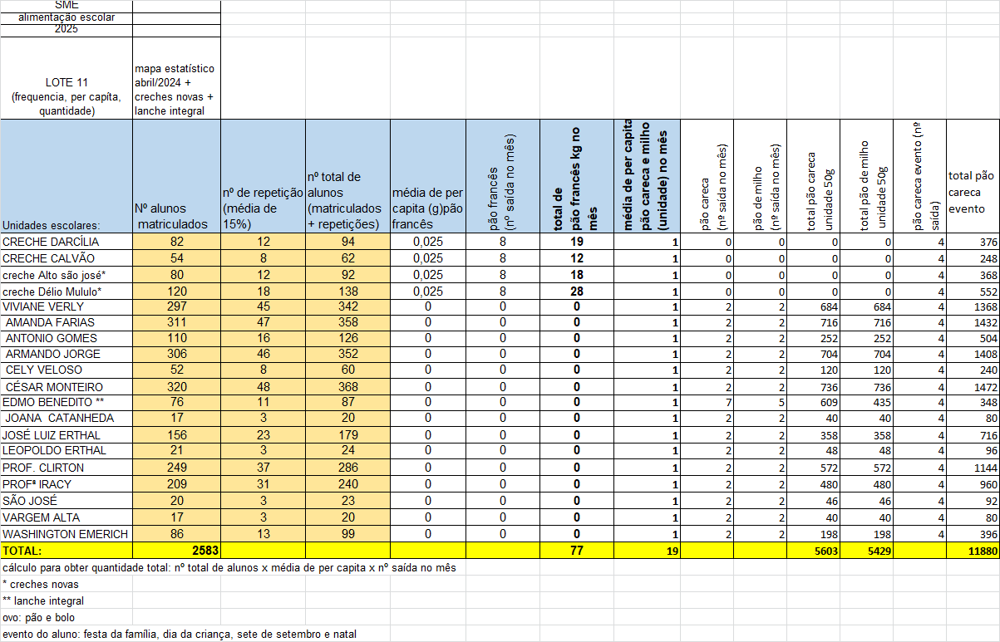 SME
alimentação escolar
2025
LOTE 11
(frequencia, per capíta,
quantidade)
mapa estatístico
abril/2024 +
creches novas +
lanche integral
Unidades escolares:
Nº alunos
matriculados
nº de repetição
(média de
15%)
nº total de
alunos
(matriculados
+ repetições)
média de per
capita (g)pão
francês
pão francês
(nº saída no mês)
total de
pão francês kg no
mês
média de per capita
pão careca e milho
(unidade) no mês
pão careca
(nº saída no mês)
pão de milho
(nº saída no mês)
total pão careca
unidade 50g
total pão de milho
unidade 50g
pão careca evento (nº
saída)
total pão
careca
evento
CRECHE DARCÍLIA 82 12 94 0,025 8 19 1 0 0 0 0 4 376
CRECHE CALVÃO 54 8 62 0,025 8 12 1 0 0 0 0 4 248
creche Alto são josé* 80 12 92 0,025 8 18 1 0 0 0 0 4 368
creche Délio Mululo* 120 18 138 0,025 8 28 1 0 0 0 0 4 552
VIVIANE VERLY 297 45 342 0 0 0 1 2 2 684 684 4 1368
AMANDA FARIAS 311 47 358 0 0 0 1 2 2 716 716 4 1432
ANTONIO GOMES 110 16 126 0 0 0 1 2 2 252 252 4 504
ARMANDO JORGE 306 46 352 0 0 0 1 2 2 704 704 4 1408
CELY VELOSO 52 8 60 0 0 0 1 2 2 120 120 4 240
CÉSAR MONTEIRO 320 48 368 0 0 0 1 2 2 736 736 4 1472
EDMO BENEDITO ** 76 11 87 0 0 0 1 7 5 609 435 4 348
JOANA CATANHEDA 17 3 20 0 0 0 1 2 2 40 40 4 80
JOSÉ LUIZ ERTHAL 156 23 179 0 0 0 1 2 2 358 358 4 716
LEOPOLDO ERTHAL 21 3 24 0 0 0 1 2 2 48 48 4 96
PROF. CLIRTON 249 37 286 0 0 0 1 2 2 572 572 4 1144
PROFª IRACY 209 31 240 0 0 0 1 2 2 480 480 4 960
SÃO JOSÉ 20 3 23 0 0 0 1 2 2 46 46 4 92
VARGEM ALTA 17 3 20 0 0 0 1 2 2 40 40 4 80
WASHINGTON EMERICH 86 13 99 0 0 0 1 2 2 198 198 4 396
TOTAL: 2583 77 19 5603 5429 11880
cálculo para obter quantidade total: nº total de alunos x média de per capita x nº saída no mês
* creches novas
** lanche integral
ovo: pão e bolo
evento do aluno: festa da família, dia da criança, sete de setembro e natal